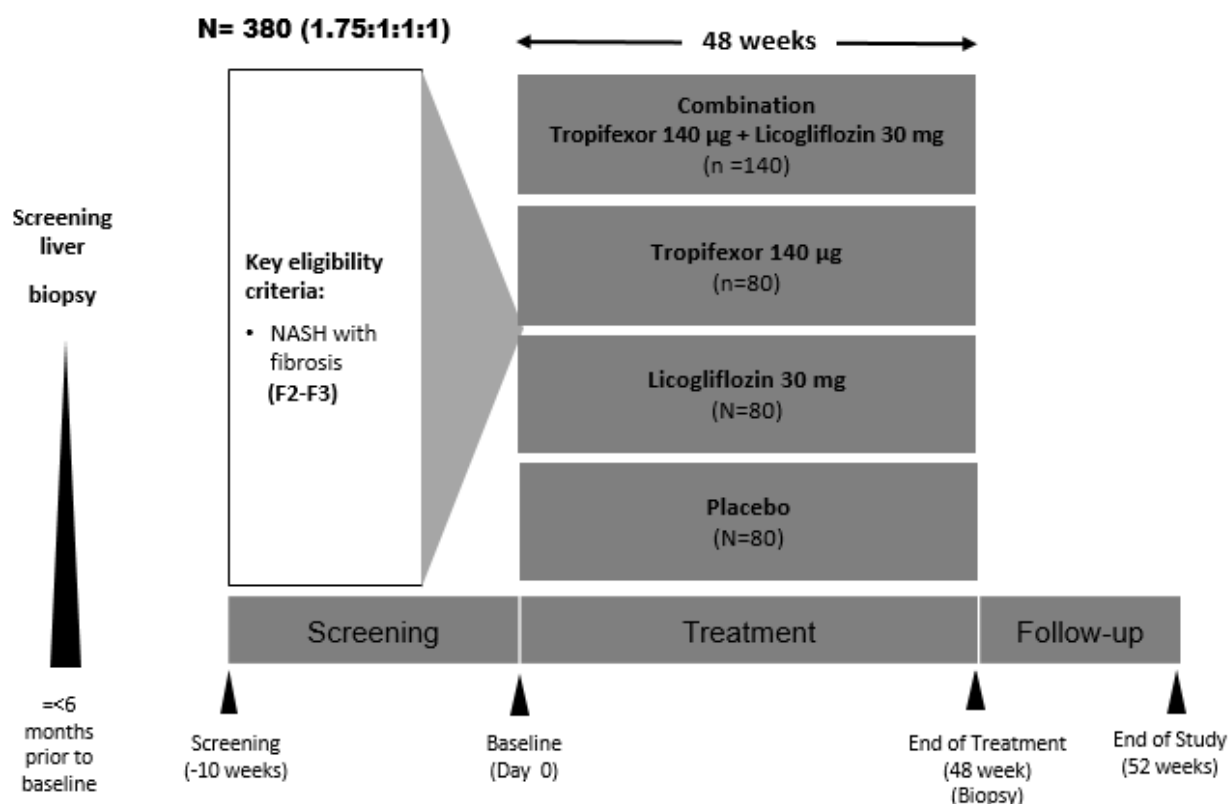 N= 380 (1.75:1:1:1)
48 weeks
Combination
Tropifexor 140 µg + Licogliflozin 30 mg
(n =140)
Screening
liver
biopsy
Key eligibility
criteria:
• NASH with
fibrosis
(F2-F3)
Tropifexor 140 µg
(n=80)
Licogliflozin 30 mg
(N=80)
Placebo
(N=80)
Screening
Treatment
Follow-up
=<6
months
prior to
baseline
Screening
(-10 weeks)
Baseline
(Day 0)
End of Treatment
(48 week)
(Biopsy)
End of Study
(52 weeks)